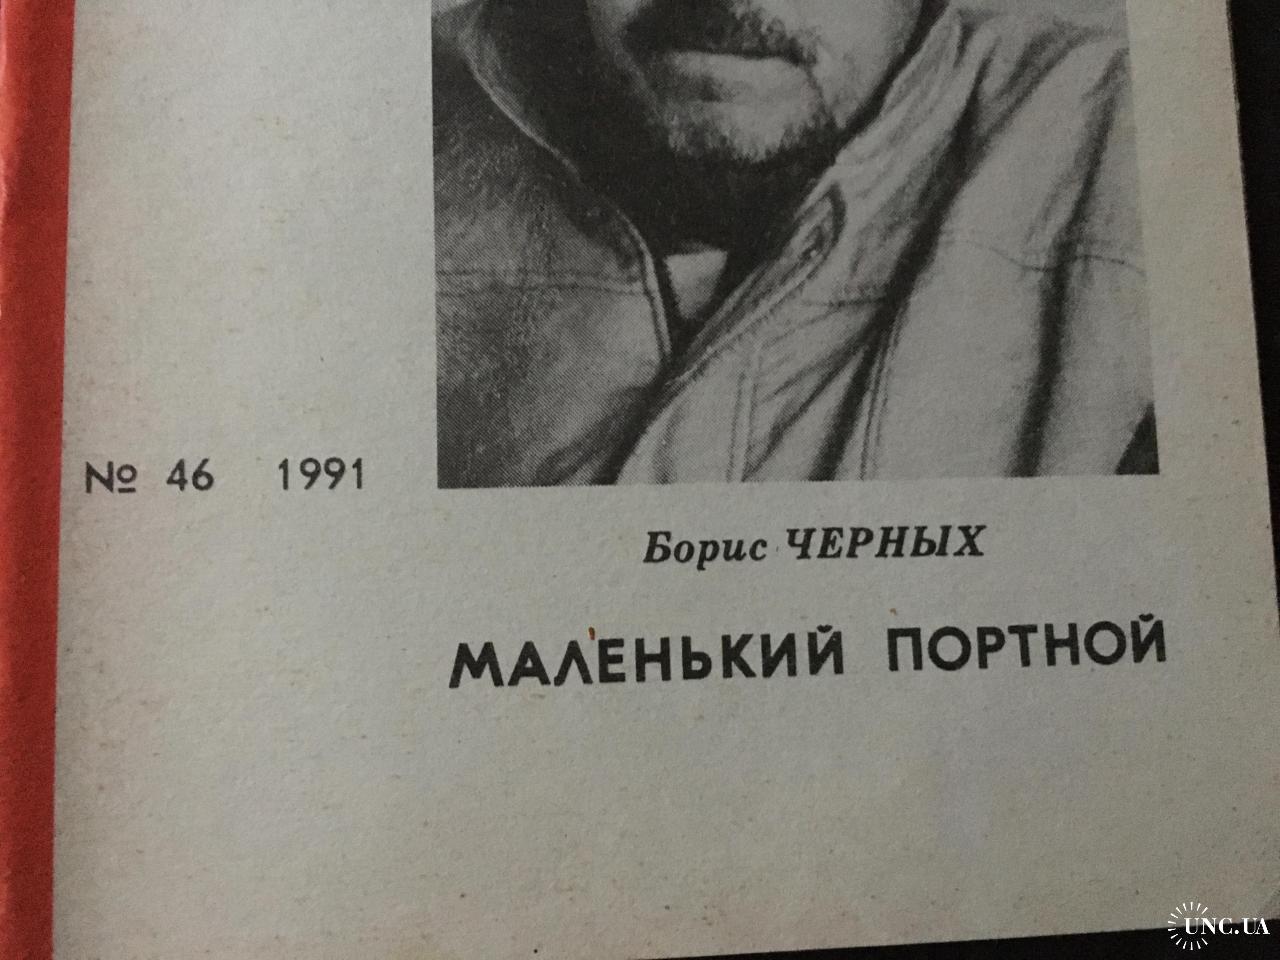 № 46 1991
Борис ЧЕРНЫХ
МАЛЕНЬКИЙ ПОРТНОЙ
UNC.UA